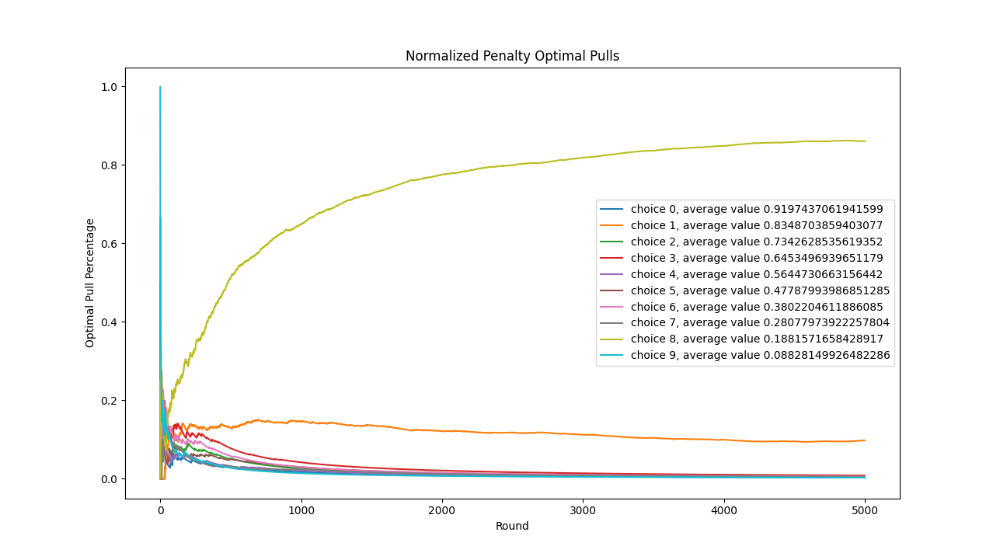 Normalized Penalty Optimal Pulls
1.0
0.8
0.6
0.4
0.2
0.0
Optimal Pull Percentage
choice 0, average value 0.9197437061941599
choice 1, average value 0.8348703859403077
choice 2, average value 0.7342628535619352
choice 3, average value 0.6453496939651179
choice 4, average value 0.5644730663156442
choice 5, average value 0.47787993986851285
choice 6, average value 0.3802204611886085
choice 7, average value 0.28077973922257804
choice 8, average value 0.1881571658428917
choice 9, average value 0.08828149926482286
0 1000 2000 3000 4000 5000
Round